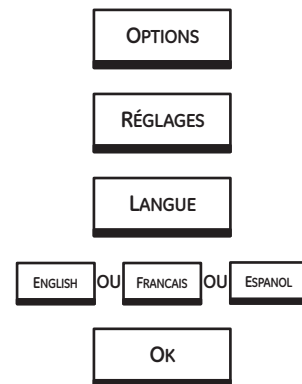 OPTIONS
RÉGLAGES
LANGUE
ENGLISH OU FRANCAIS OU ESPANOL
OK